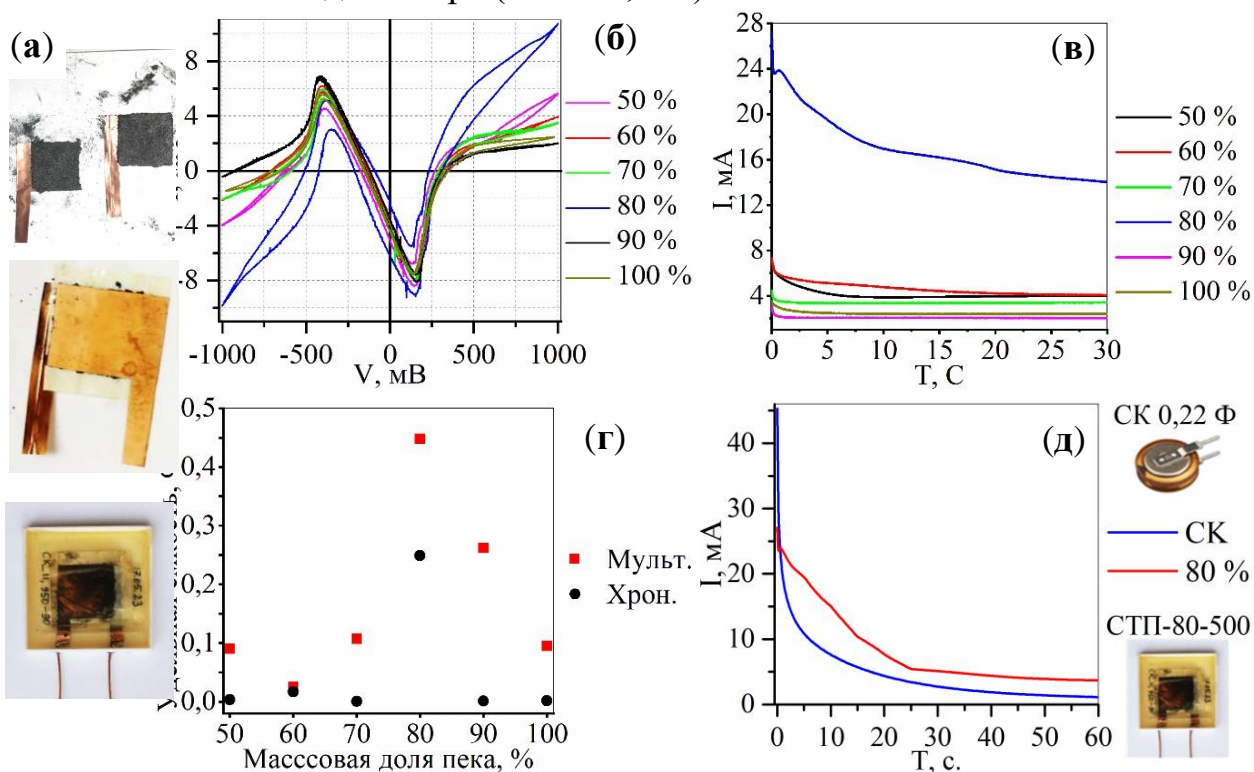 (а)
(б)
8
4
0
-4
-8
-1000 -500 0 500 1000
V, мВ
50 %
60 %
70 %
80 %
90 %
100 %
(в)
28
24
20
16
12
8
4
I, мА
0 5 10 15 20 25 30
T, С
50 %
60 %
70 %
80 %
90 %
100 %
(г)
0,5
0,4
0,3
0,2
0,1
0,0
50 60 70 80 90 100
Масссовая доля пека, %
Мульт.
Хрон.
(д)
40
30
20
10
0
I, мА
0 10 20 30 40 50 60
T, с.
СК 0,22 Ф
СК
80 %
СТП-80-500